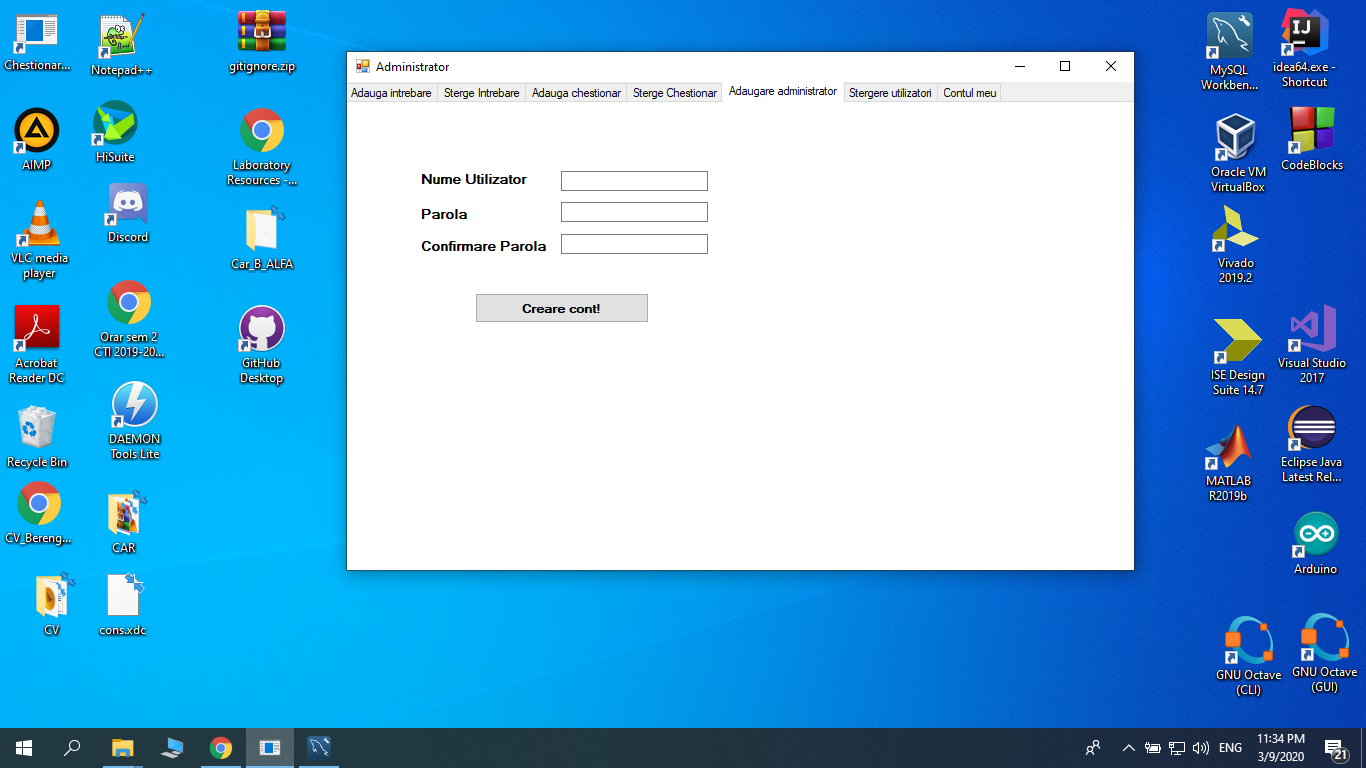 Chestionar...
Notepad++
gitignore.zip
AIMP
HiSuite
Laboratory
Resources -...
VLC media
player
Discord
Car_B_ALFA
Acrobat
Reader DC
Orar sem 2
CTI 2019-20...
GitHub
Desktop
Recycle Bin
DAEMON
Tools Lite
CV_Bereng...
CAR
CV
cons.xdc
Administrator
Adauga intrebare
Sterge Intrebare
Adauga chestionar
Sterge Chestionar
Adaugare administrator
Stergere utilizatori
Contul meu
Nume Utilizator
Parola
Confirmare Parola
Creare cont!
MySQL
Workben...
IJ
idea64.exe -
Shortcut
Oracle VM
VirtualBox
CodeBlocks
Vivado
2019.2
ISE Design
Suite 14.7
Visual Studio
2017
MATLAB
R2019b
Eclipse Java
Latest Rel...
Arduino
GNU Octave
(CLI)
GNU Octave
(GUI)
ENG
11:34 PM
3/9/2020
21